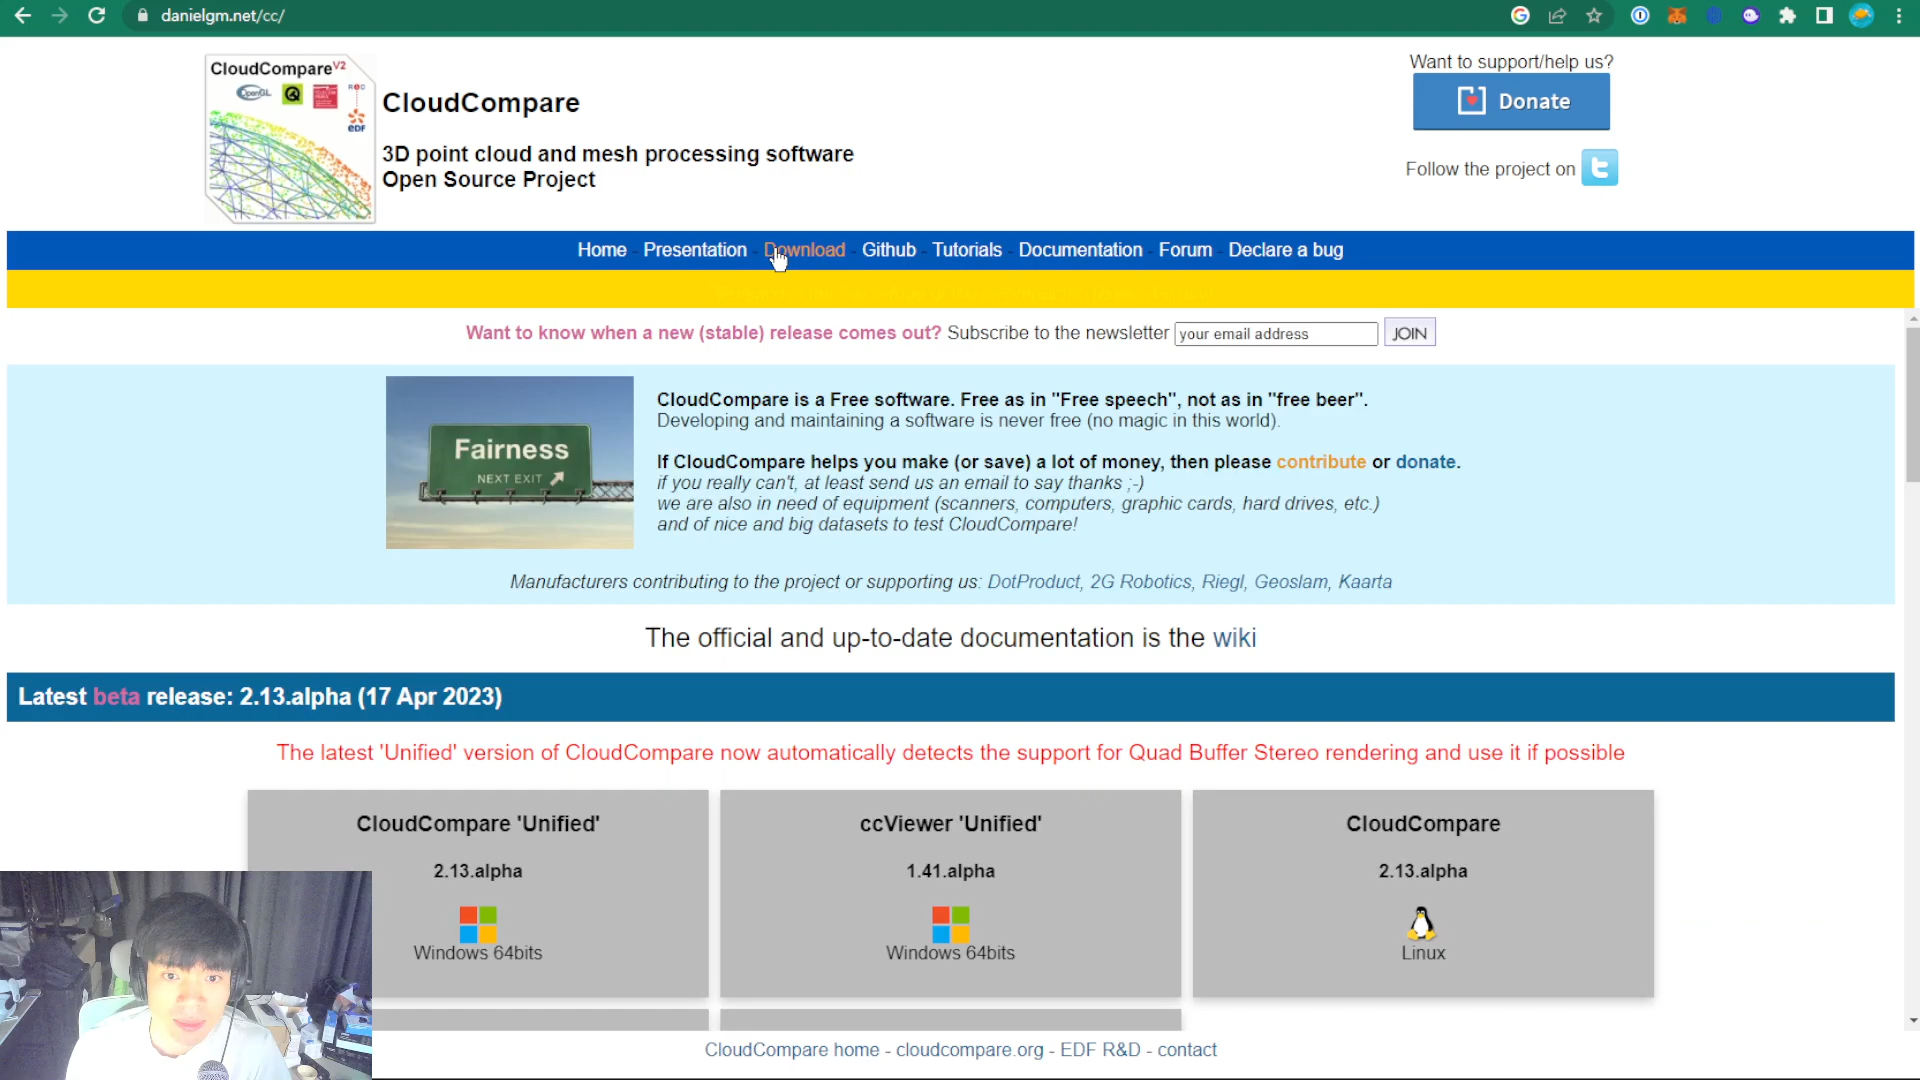 danielgm.net/cc/
CloudCompare V2
OpenGL
EDF
CloudCompare
3D point cloud and mesh processing software
Open Source Project
Want to support/help us?
Donate
Follow the project on
Home - Presentation - Download - Github - Tutorials - Documentation - Forum - Declare a bug
Want to know when a new (stable) release comes out? Subscribe to the newsletter your email address JOIN
Fairness
NEXT EXIT
CloudCompare is a Free software. Free as in "Free speech", not as in "free beer".
Developing and maintaining a software is never free (no magic in this world).
If CloudCompare helps you make (or save) a lot of money, then please contribute or donate.
if you really can't, at least send us an email to say thanks ;-)
we are also in need of equipment (scanners, computers, graphic cards, hard drives, etc.)
and of nice and big datasets to test CloudCompare!
Manufacturers contributing to the project or supporting us: DotProduct, 2G Robotics, Riegl, Geoslam, Kaarta
The official and up-to-date documentation is the wiki
Latest beta release: 2.13.alpha (17 Apr 2023)
The latest 'Unified' version of CloudCompare now automatically detects the support for Quad Buffer Stereo rendering and use it if possible
CloudCompare 'Unified'
2.13.alpha
Windows 64bits
ccViewer 'Unified'
1.41.alpha
Windows 64bits
CloudCompare
2.13.alpha
Linux
CloudCompare home - cloudcompare.org - EDF R&D - contact